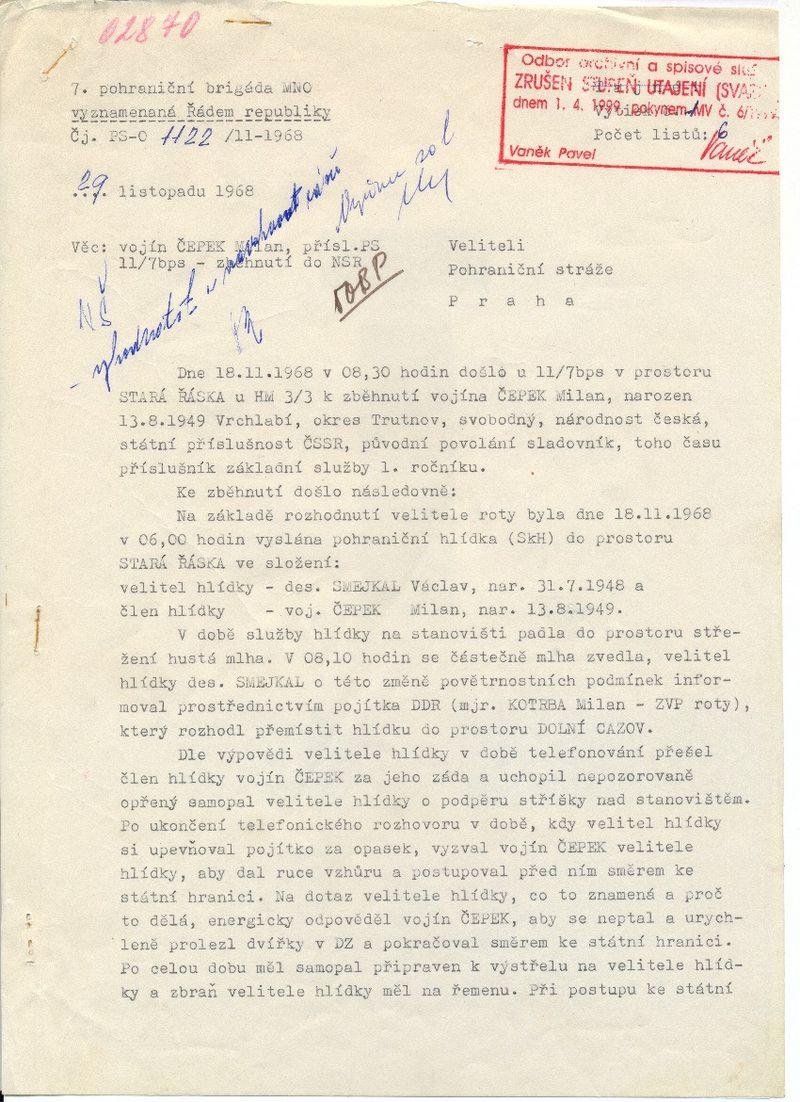 02870
7. pohraniční brigáda MNO
vyznamenaná Řádem republiky
Čj. PS-O 1122 /11-1968
Odbor archivní a spisové
ZRUŠEN STUPEŇ UTAJENÍ
dnem 1. 4. 1999, pokynem MV č. 6/
Počet listů: 6
Vaněk Pavel
29. listopadu 1968
Věc: vojín ČEPEK Milan, přísl.PS
11/7bps - zběhnutí do NSR
Veliteli
Pohraniční stráže
P r a h a
NŠ
- vyhodnotit a navrhnout
Dne 18.11.1968 v 08,30 hodin došlo u 11/7bps v prostoru
STARÁ ŘÁSKA u HM 3/3 k zběhnutí vojína ČEPEK Milan, narozen
13.8.1949 Vrchlabí, okres Trutnov, svobodný, národnost česká,
státní příslušnost ČSSR, původní povolání sladovník, toho času
příslušník základní služby 1. ročníku.
Ke zběhnutí došlo následovně:
Na základě rozhodnutí velitele roty byla dne 18.11.1968
v 06,00 hodin vyslána pohraniční hlídka (SkH) do prostoru
STARÁ ŘÁSKA ve složení:
velitel hlídky - des. SMEJKAL Václav, nar. 31.7.1948 a
člen hlídky - voj. ČEPEK Milan, nar. 13.8.1949.
V době služby hlídky na stanovišti padla do prostoru stře-
žení hustá mlha. V 08,10 hodin se částečně mlha zvedla, velitel
hlídky des. SMEJKAL o této změně povětrnostních podmínek infor-
moval prostřednictvím pojítka DDR (mjr. KOTRBA Milan - ZVP roty),
který rozhodl přemístit hlídku do prostoru DOLNÍ CAZOV.
Dle výpovědi velitele hlídky v době telefonování přešel
člen hlídky vojín ČEPEK za jeho záda a uchopil nepozorovaně
opřený samopal velitele hlídky o podpěru stříšky nad stanovištěm.
Po ukončení telefonického rozhovoru v době, kdy velitel hlídky
si upevňoval pojítko za opasek, vyzval vojín ČEPEK velitele
hlídky, aby dal ruce vzhůru a postupoval před ním směrem ke
státní hranici. Na dotaz velitele hlídky, co to znamená a proč
to dělá, energicky odpověděl vojín ČEPEK, aby se neptal a urych-
leně prolezl dvířky v DZ a pokračoval směrem ke státní hranici.
Po celou dobu měl samopal připraven k výstřelu na velitele hlíd-
ky a zbraň velitele hlídky měl na řemenu. Při postupu ke státní